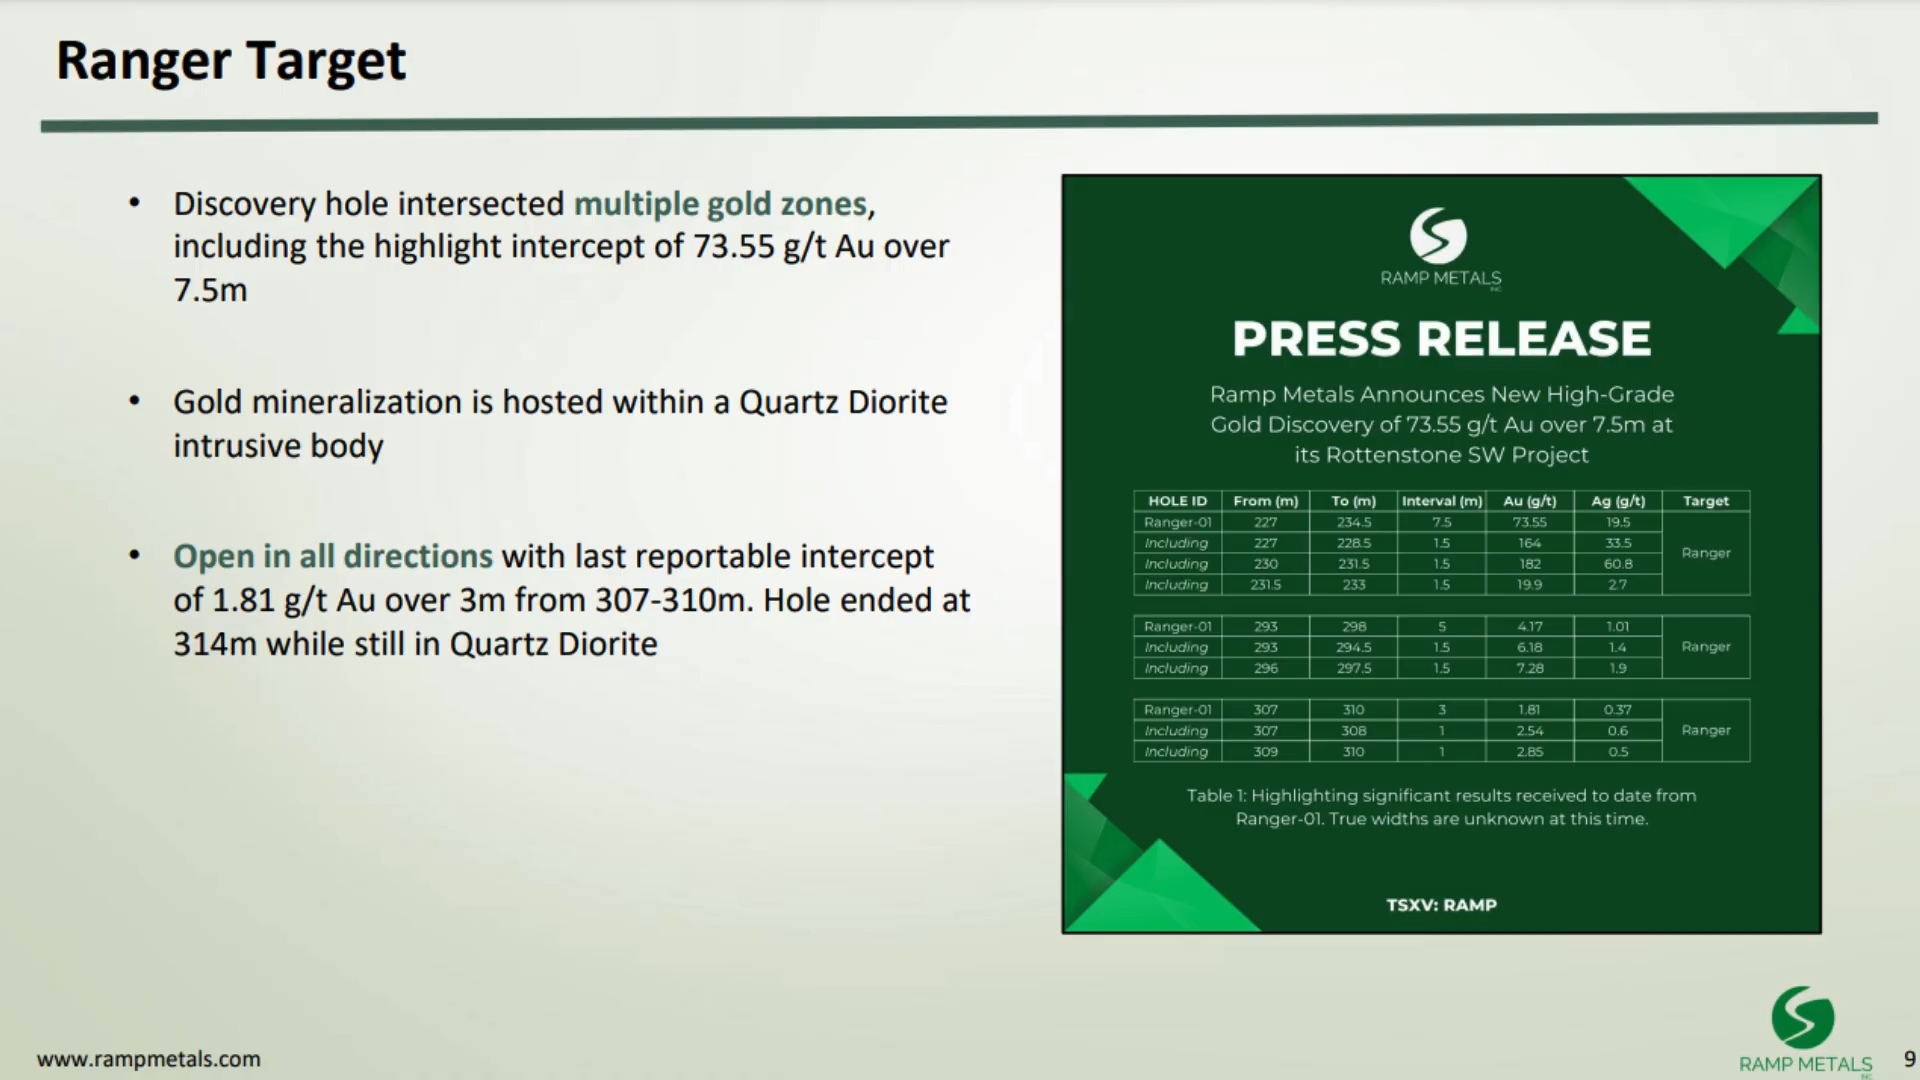 Ranger Target
• Discovery hole intersected multiple gold zones,
including the highlight intercept of 73.55 g/t Au over
7.5m
• Gold mineralization is hosted within a Quartz Diorite
intrusive body
• Open in all directions with last reportable intercept
of 1.81 g/t Au over 3m from 307-310m. Hole ended at
314m while still in Quartz Diorite
RAMP METALS
INC
PRESS RELEASE
Ramp Metals Announces New High-Grade
Gold Discovery of 73.55 g/t Au over 7.5m at
its Rottenstone SW Project
HOLE ID From (m) To (m) Interval (m) Au (g/t) Ag (g/t) Target
Ranger-01 227 234.5 7.5 73.55 19.5
Including 227 228.5 1.5 164 33.5
Ranger
Including 230 231.5 1.5 182 60.8
Including 231.5 233 1.5 19.9 2.7
Ranger-01 293 298 5 4.17 1.01
Including 293 294.5 1.5 6.18 1.4 Ranger
Including 296 297.5 1.5 7.28 1.9
Ranger-01 307 310 3 1.81 0.37
Including 307 308 1 2.54 0.6 Ranger
Including 309 310 1 2.85 0.5
Table 1: Highlighting significant results received to date from
Ranger-01. True widths are unknown at this time.
TSXV: RAMP
www.rampmetals.com
RAMP METALS
INC
9